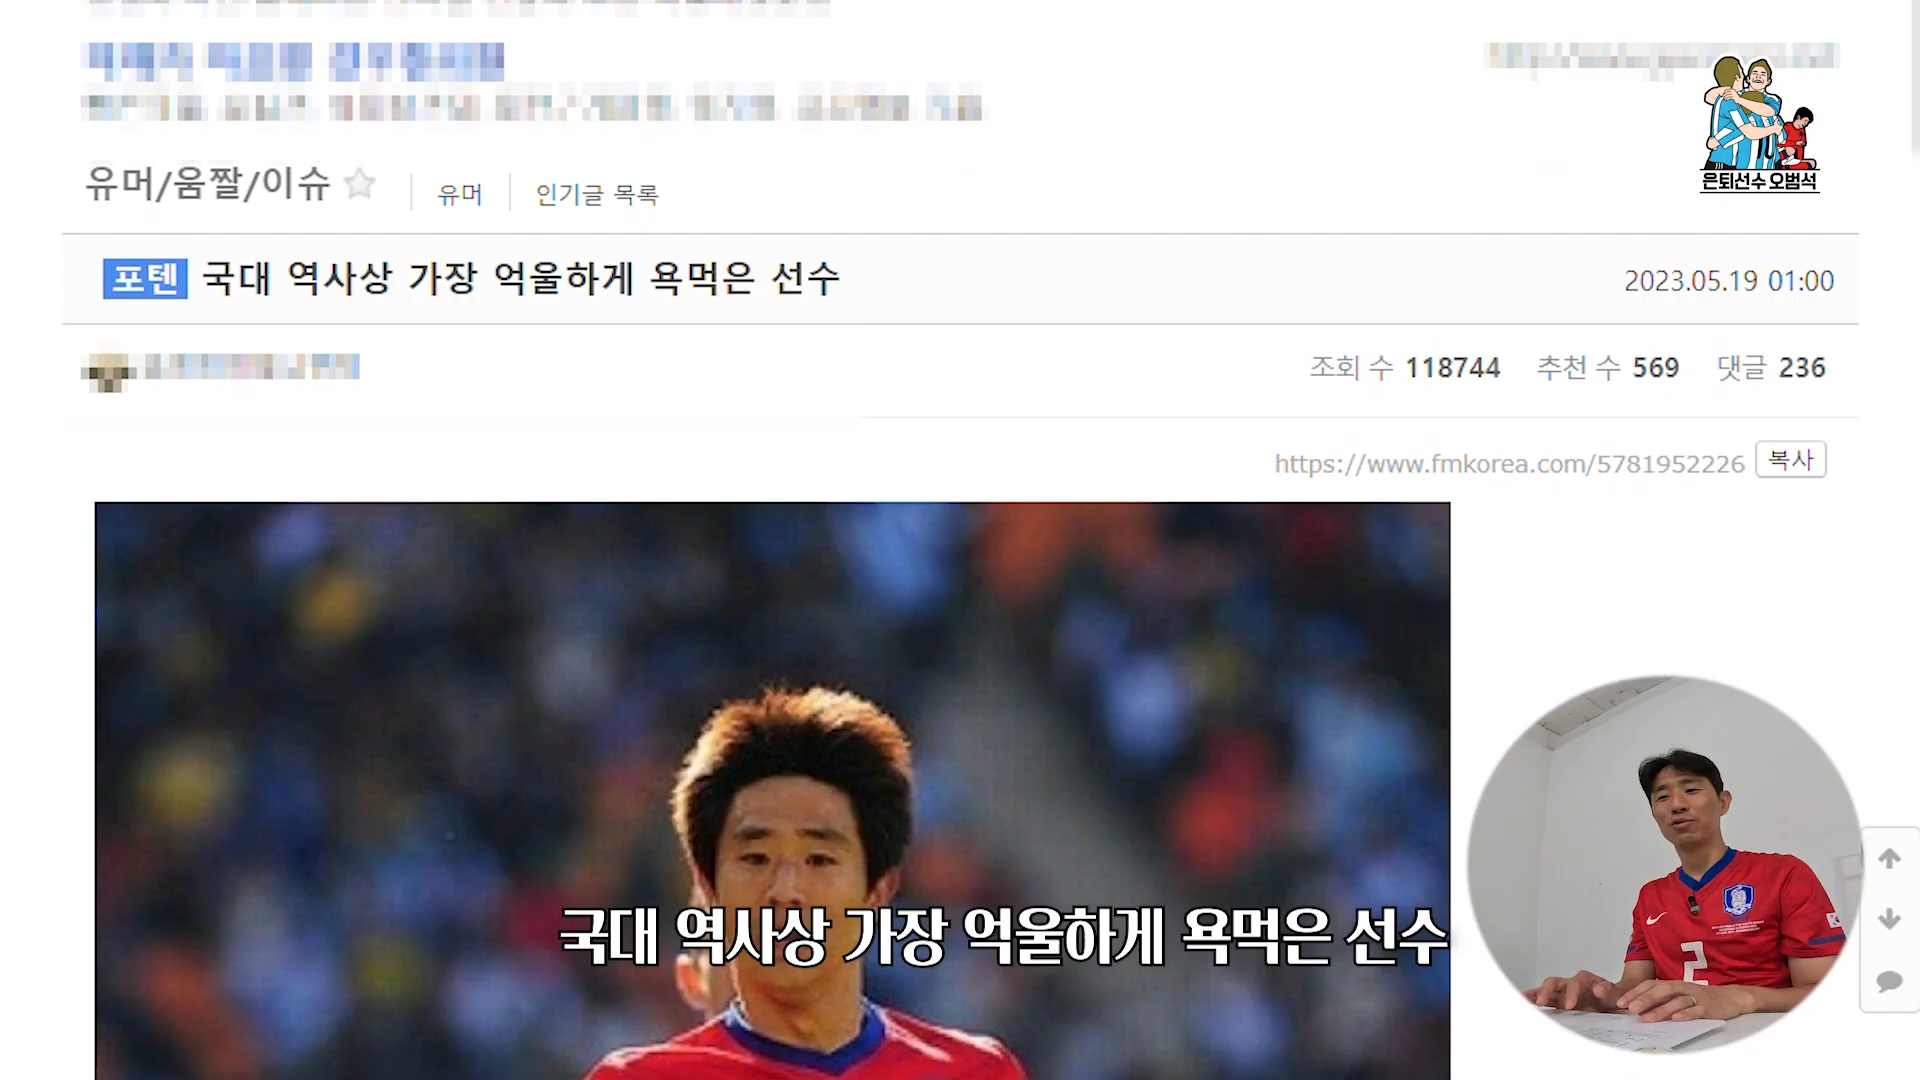 은퇴선수 오범석
유머/움짤/이슈 유머 인기글 목록
포텐 국대 역사상 가장 억울하게 욕먹은 선수 2023.05.19 01:00
조회 수 118744 추천 수 569 댓글 236
https://www.fmkorea.com/5781952226 복사
국대 역사상 가장 억울하게 욕먹은 선수
2